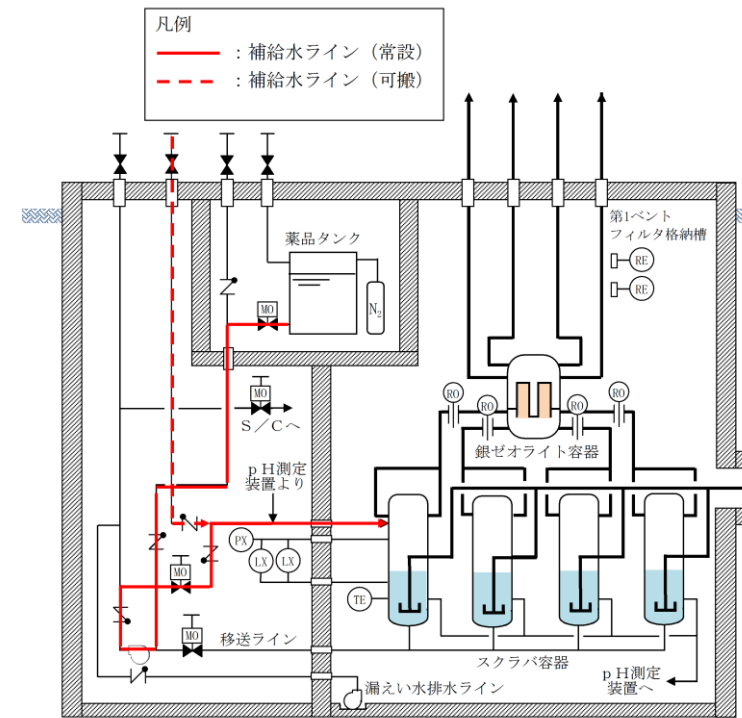 凡例
：補給水ライン（常設）
：補給水ライン（可搬）
第1ベント
フィルタ格納槽
RE
RE
薬品タンク
N₂
MO
MO
S／Cへ
RO
RO
RO
RO
銀ゼオライト容器
ｐH測定
装置より
PX
LX
LX
MO
TE
MO
移送ライン
スクラバ容器
ｐH測定
装置へ
漏えい水排水ライン